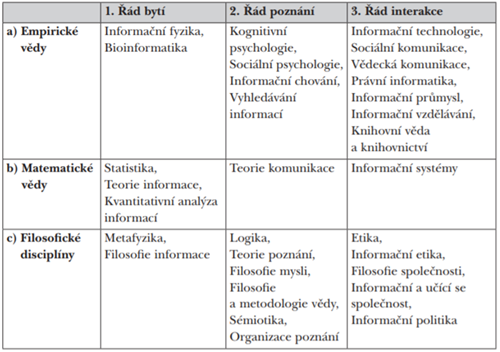 1. Řád bytí
2. Řád poznání
3. Řád interakce
a) Empirické
vědy
Informační fyzika,
Bioinformatika
Kognitivní
psychologie,
Sociální psychologie,
Informační chování,
Vyhledávání
informací
Informační technologie,
Sociální komunikace,
Vědecká komunikace,
Právní informatika,
Informační průmysl,
Informační vzdělávání,
Knihovní věda
a knihovnictví
b) Matematické
vědy
Statistika,
Teorie informace,
Kvantitativní analýza
informací
Teorie komunikace
Informační systémy
c) Filosofické
disciplíny
Metafyzika,
Filosofie informace
Logika,
Teorie poznání,
Filosofie mysli,
Filosofie
a metodologie vědy,
Sémiotika,
Organizace poznání
Etika,
Informační etika,
Filosofie společnosti,
Informační a učící se
společnost,
Informační politika